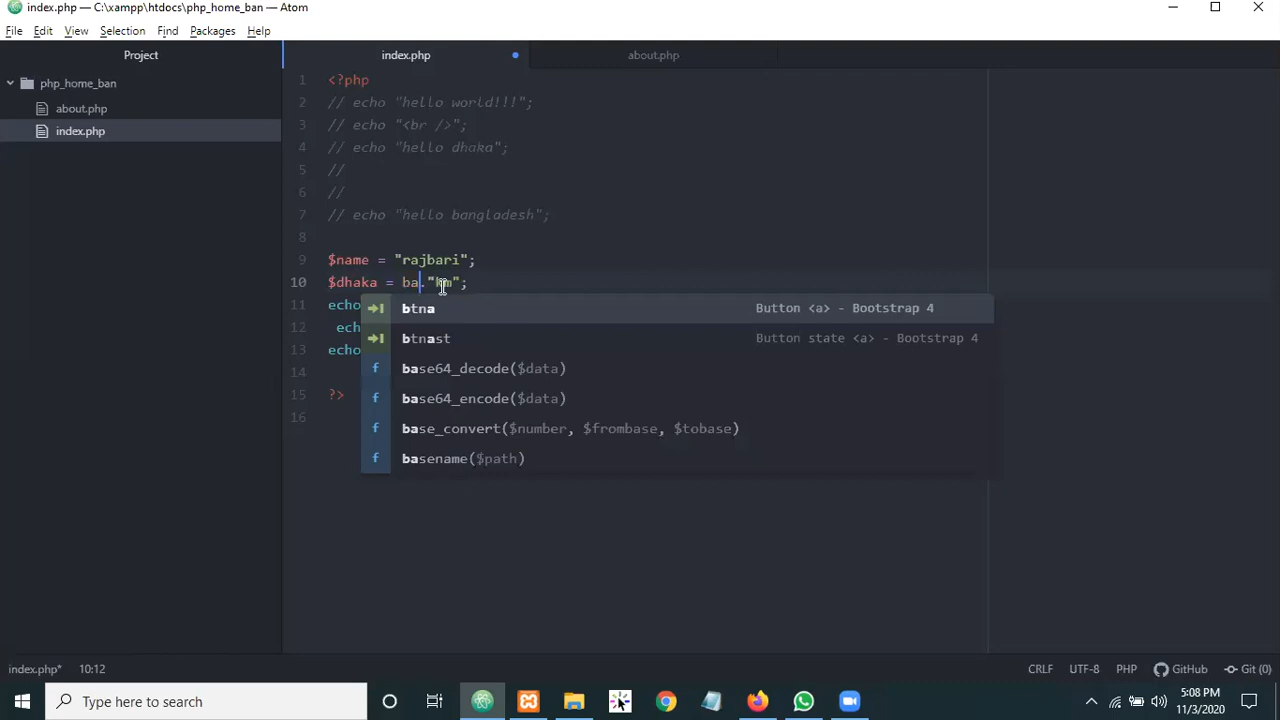 index.php — C:\xampp\htdocs\php_home_ban — Atom
File Edit View Selection Find Packages Help
Project
index.php
about.php
php_home_ban
about.php
index.php
1 <?php
2 // echo "hello world!!!";
3 // echo "<br />";
4 // echo "hello dhaka";
5 //
6 //
7 // echo "hello bangladesh";
8
9 $name = "rajbari";
10 $dhaka = ba."km";
11 echo
12 ech
13 echo
14
15 ?>
16
btna Button <a> - Bootstrap 4
btnast Button state <a> - Bootstrap 4
f base64_decode($data)
f base64_encode($data)
f base_convert($number, $frombase, $tobase)
f basename($path)
index.php* 10:12 CRLF UTF-8 PHP GitHub Git (0)
Type here to search
5:08 PM
11/3/2020